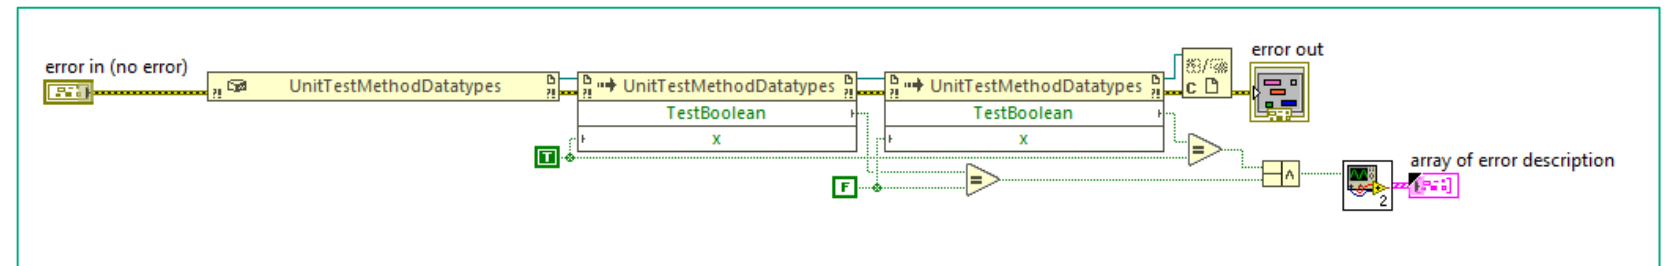 error in (no error)
UnitTestMethodDatatypes
UnitTestMethodDatatypes
TestBoolean
x
UnitTestMethodDatatypes
TestBoolean
x
C
error out
T
F
=
=
A
2
array of error description